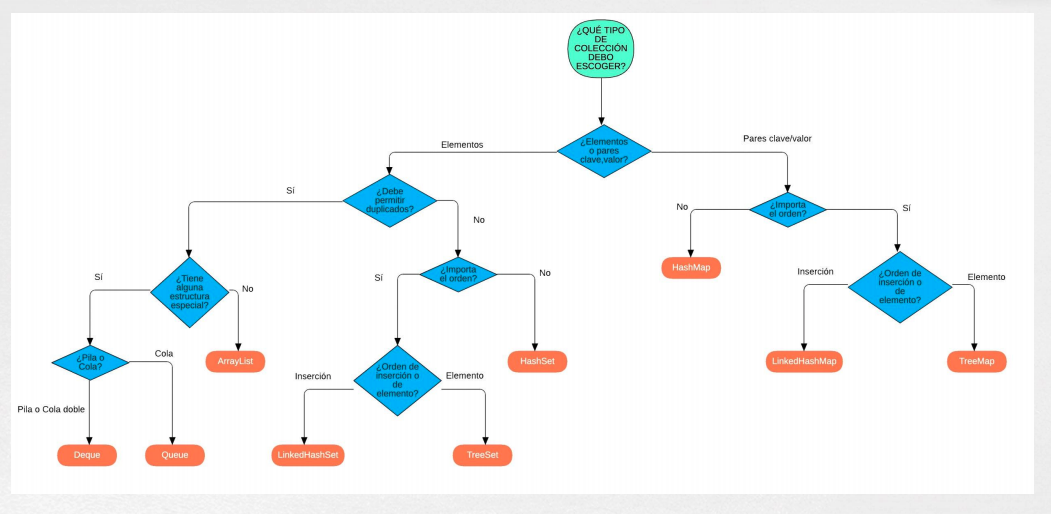 ¿QUÉ TIPO
DE
COLECCIÓN
DEBO
ESCOGER?
¿Elementos
o pares
clave,valor?
Elementos
Pares clave/valor
¿Debe
permitir
duplicados?
Sí
No
¿Importa
el orden?
No
Sí
HashMap
¿Tiene
alguna
estructura
especial?
Sí
No
¿Importa
el orden?
Sí
No
¿Orden de
inserción o
de
elemento?
Inserción
Elemento
¿Pila o
Cola?
Cola
ArrayList
Pila o Cola doble
¿Orden de
inserción o
de
elemento?
Inserción
Elemento
HashSet
LinkedHashMap
TreeMap
Deque
Queue
LinkedHashSet
TreeSet